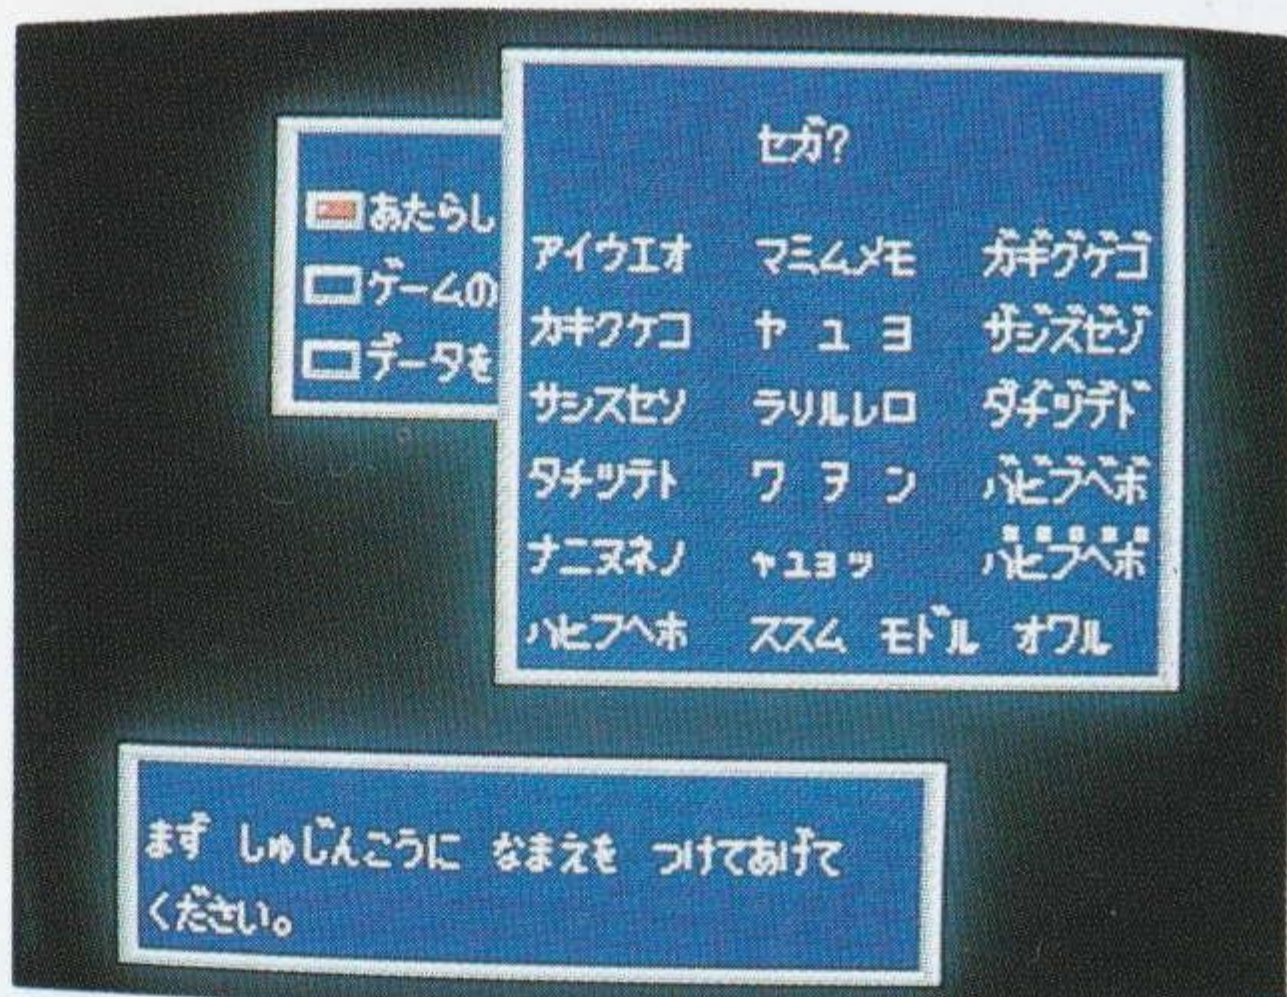 セガ?
あたらし
ゲームの
データを
アイウエオ マミムメモ ガギグゲゴ
カキクケコ ヤ ユ ヨ ザジズゼゾ
サシスセソ ラリルレロ ダヂヅデド
タチツテト ワ ヲ ン バビブベボ
ナニヌネノ ャュョッ パピプペポ
ハヒフヘホ ススム モドル オワル
まず しゅじんこうに なまえを つけてあげて
ください。